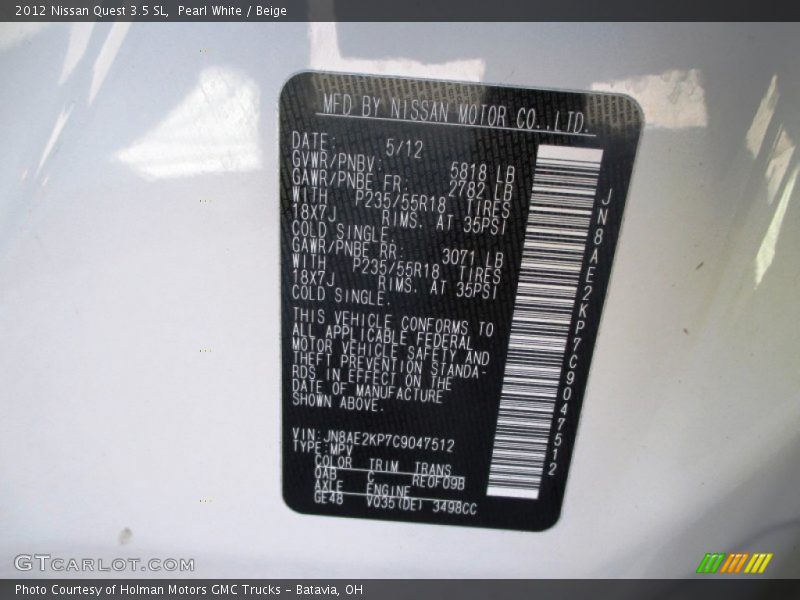 2012 Nissan Quest 3.5 SL, Pearl White / Beige
MFD BY NISSAN MOTOR CO.,LTD.
DATE: 5/12
GVWR/PNBV: 5818 LB
GAWR/PNBE FR: 2782 LB
WITH P235/55R18 TIRES
18X7J RIMS. AT 35PSI
COLD SINGLE.
GAWR/PNBE RR: 3071 LB
WITH P235/55R18 TIRES
18X7J RIMS. AT 35PSI
COLD SINGLE.
THIS VEHICLE CONFORMS TO
ALL APPLICABLE FEDERAL
MOTOR VEHICLE SAFETY AND
THEFT PREVENTION STANDA-
RDS IN EFFECT ON THE
DATE OF MANUFACTURE
SHOWN ABOVE.
VIN:JN8AE2KP7C9047512
TYPE:MPV
COLOR TRIM TRANS
QAB C RE0F09B
AXLE ENGINE
GE48 VQ35(DE) 3498CC
JN8AE2KP7C9047512
GTCARLOT.COM
Photo Courtesy of Holman Motors GMC Trucks - Batavia, OH